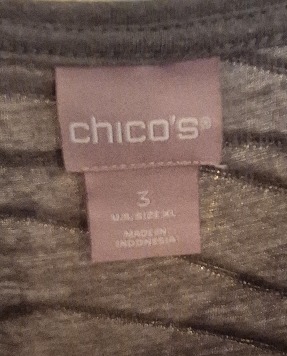 chico's®
3
U.S. SIZE XL
MADE IN
INDONESIA